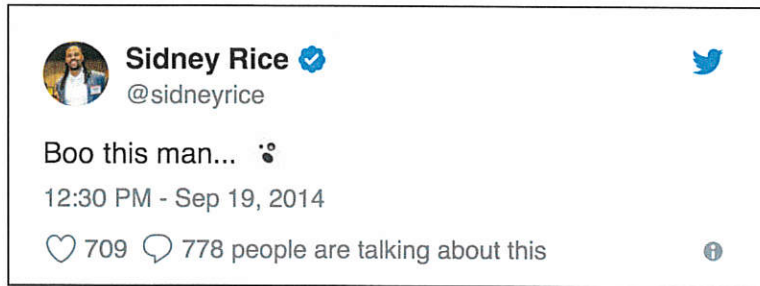 Sidney Rice
@sidneyrice
Boo this man...
12:30 PM - Sep 19, 2014
709 778 people are talking about this